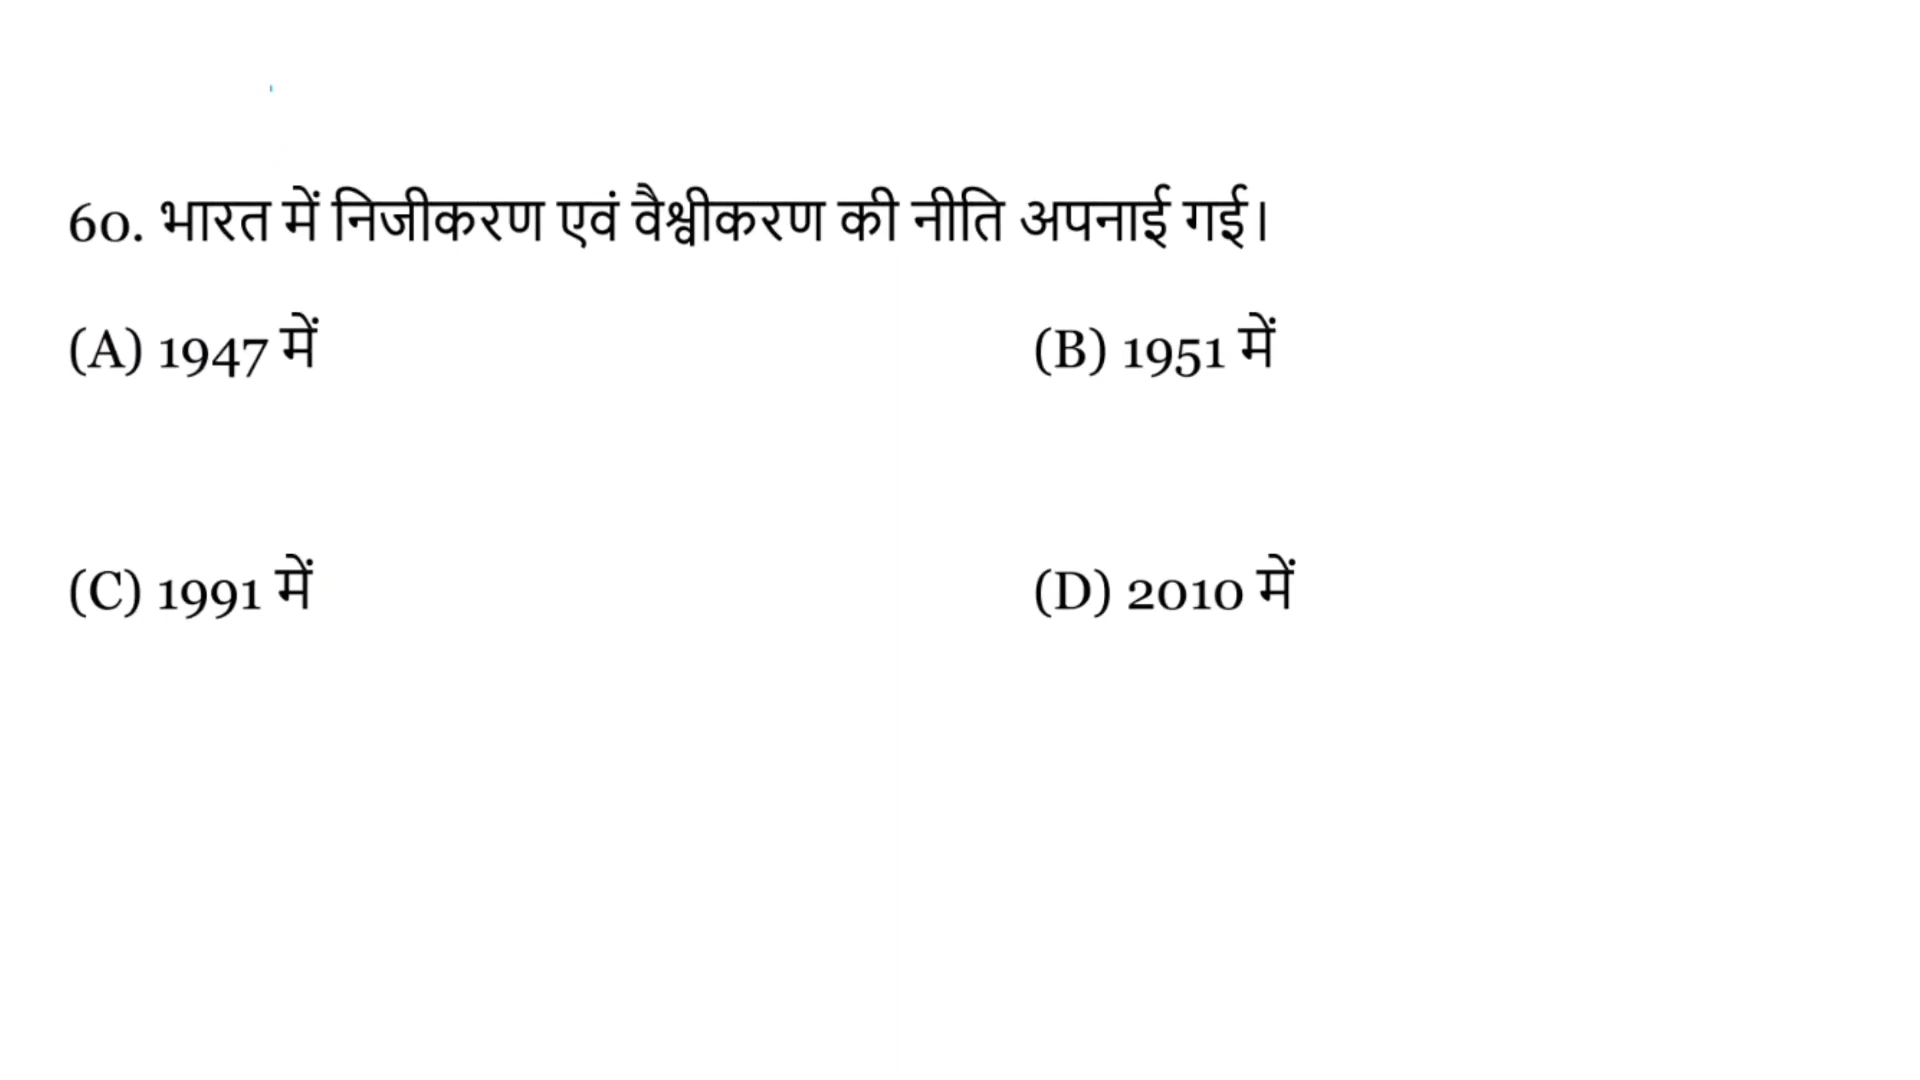 60. भारत में निजीकरण एवं वैश्वीकरण की नीति अपनाई गई।
(A) 1947 में (B) 1951 में
(C) 1991 में (D) 2010 में